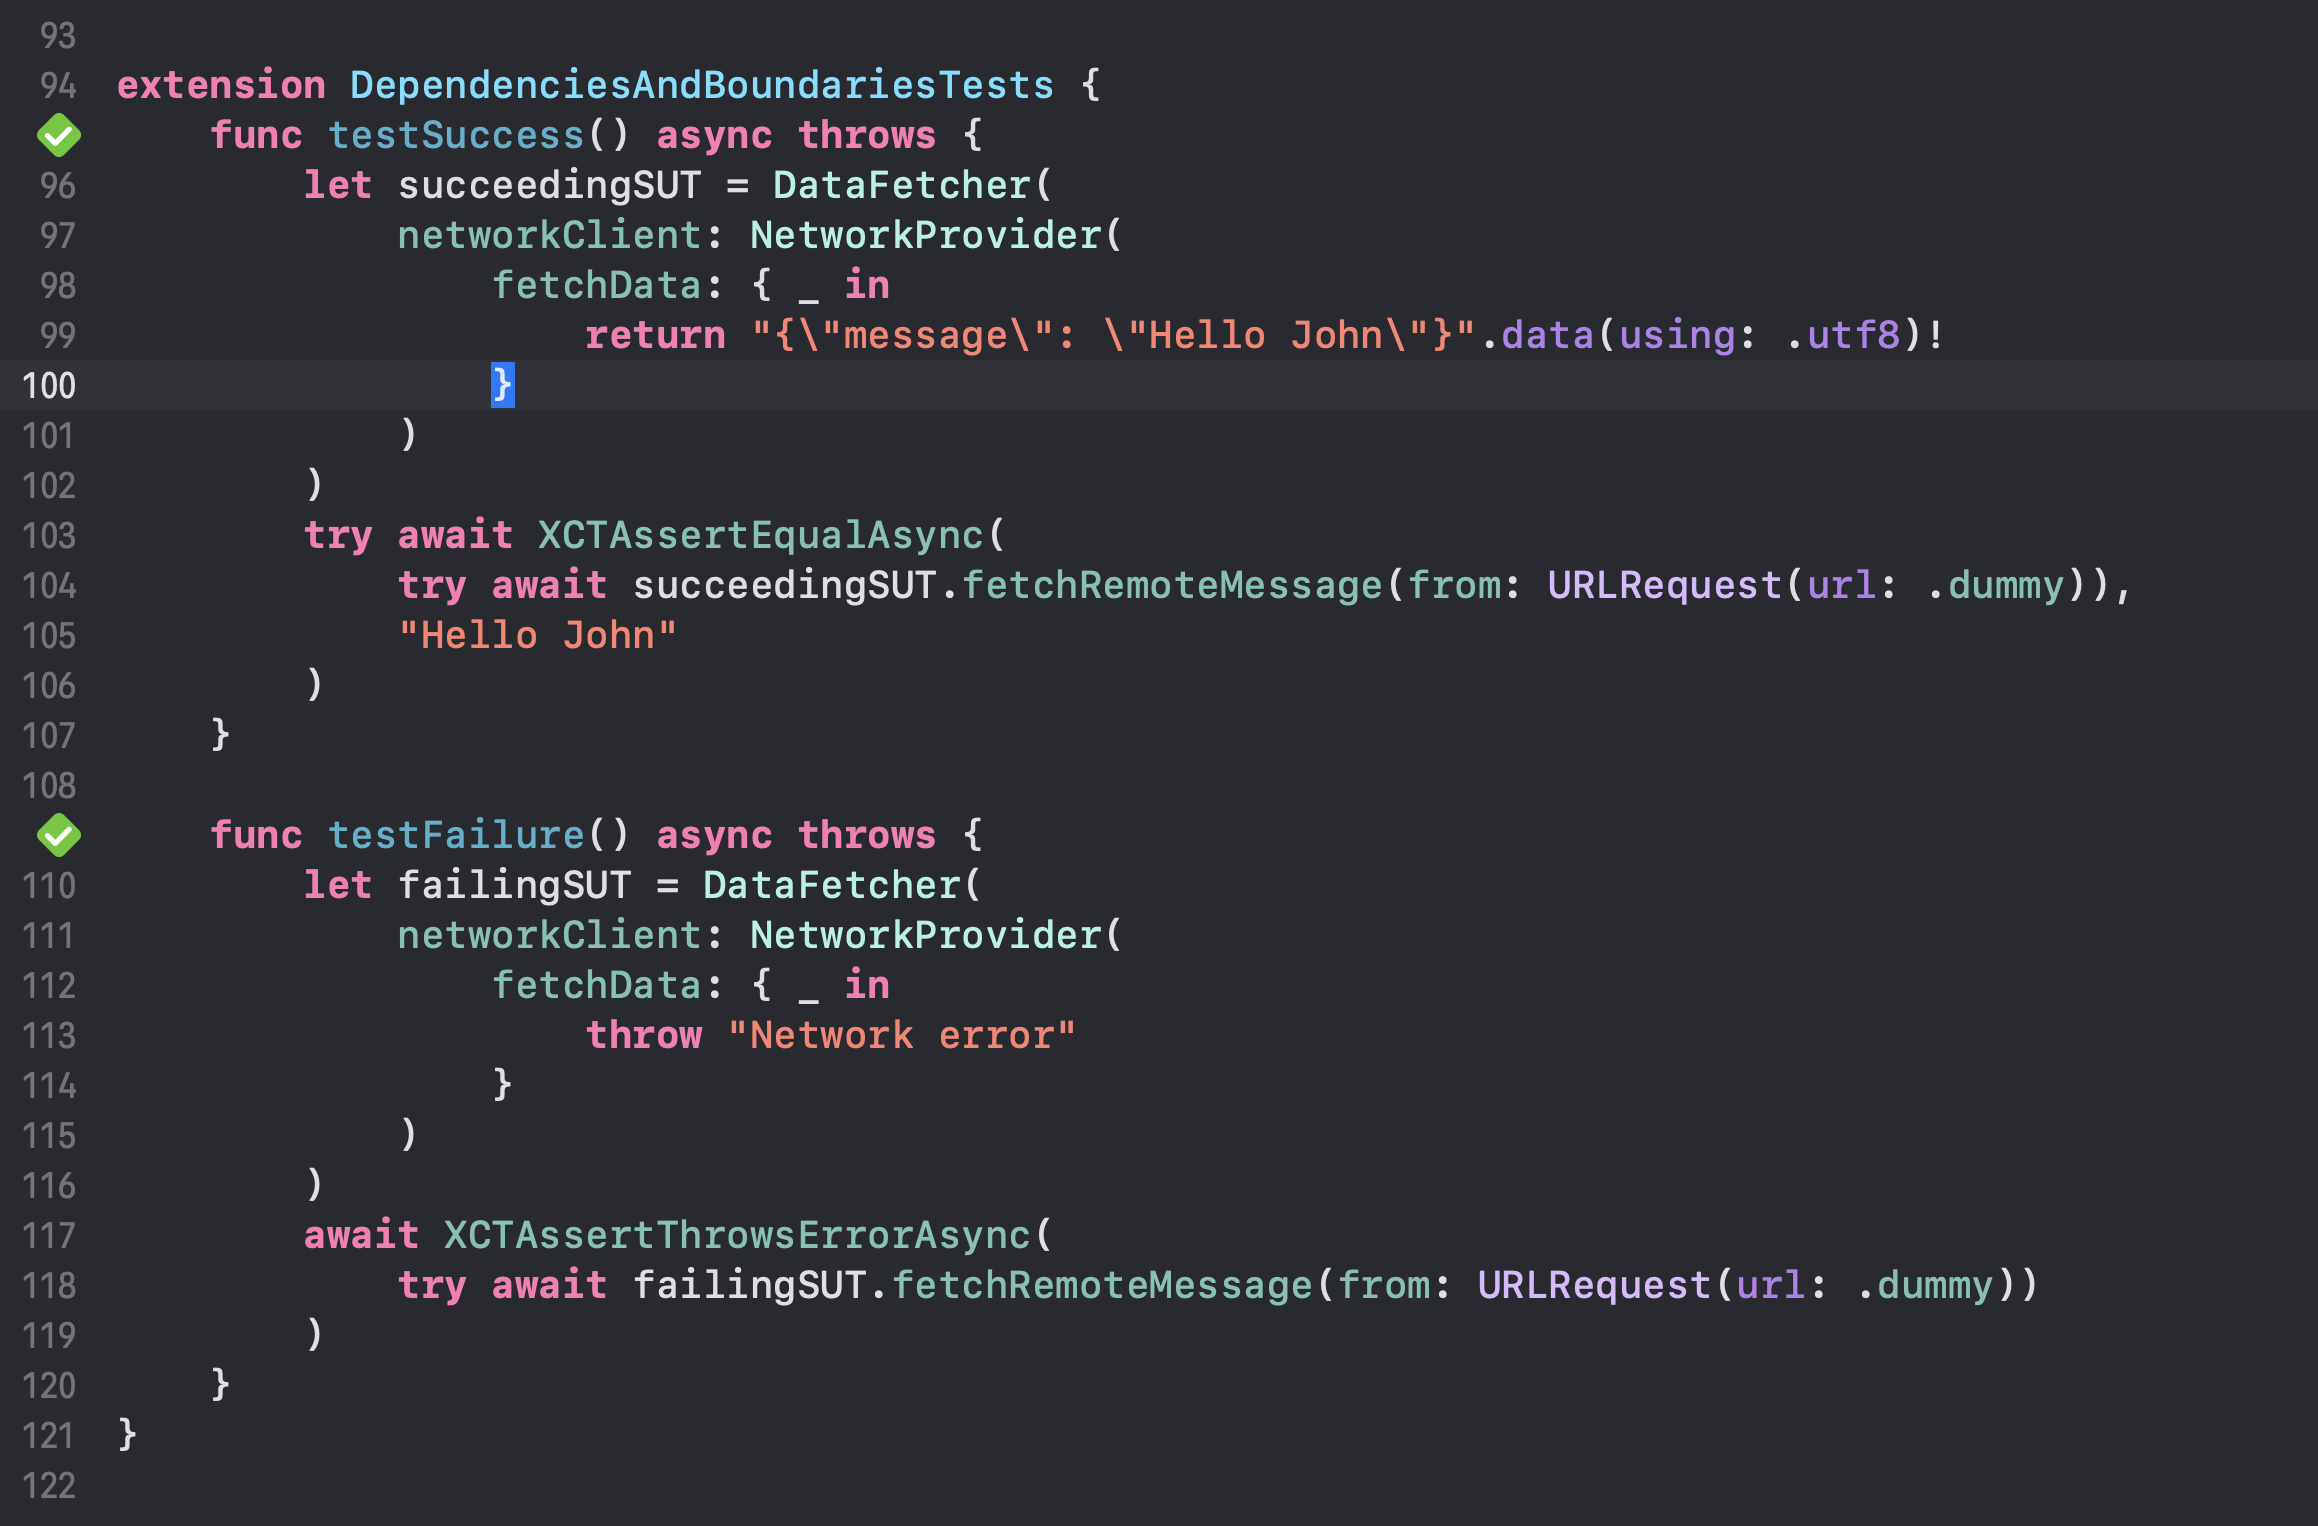 93
94 extension DependenciesAndBoundariesTests {
func testSuccess() async throws {
96 let succeedingSUT = DataFetcher(
97 networkClient: NetworkProvider(
98 fetchData: { _ in
99 return "{\"message\": \"Hello John\"}".data(using: .utf8)!
100 }
101 )
102 )
103 try await XCTAssertEqualAsync(
104 try await succeedingSUT.fetchRemoteMessage(from: URLRequest(url: .dummy)),
105 "Hello John"
106 )
107 }
108
func testFailure() async throws {
110 let failingSUT = DataFetcher(
111 networkClient: NetworkProvider(
112 fetchData: { _ in
113 throw "Network error"
114 }
115 )
116 )
117 await XCTAssertThrowsErrorAsync(
118 try await failingSUT.fetchRemoteMessage(from: URLRequest(url: .dummy))
119 )
120 }
121 }
122